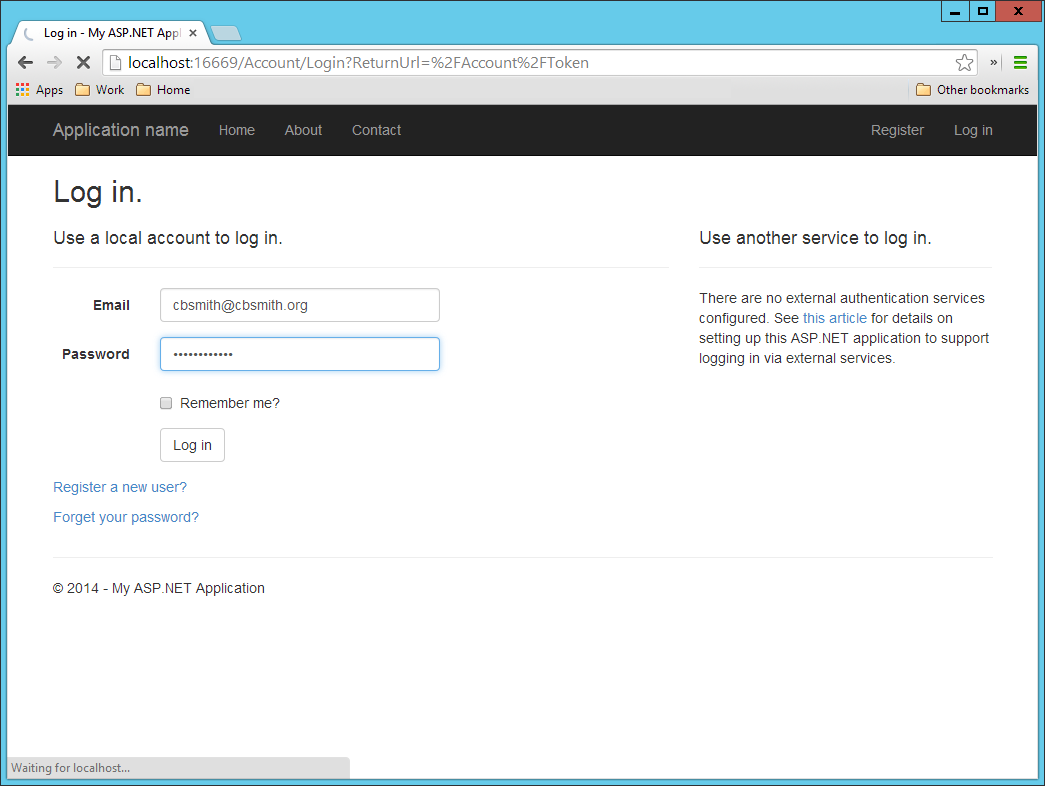 Log in - My ASP.NET Appl
localhost:16669/Account/Login?ReturnUrl=%2FAccount%2FToken
Apps Work Home Other bookmarks
Application name Home About Contact Register Log in
Log in.
Use a local account to log in.
Email cbsmith@cbsmith.org
Password ••••••••••••
Remember me?
Log in
Register a new user?
Forget your password?
Use another service to log in.
There are no external authentication services
configured. See this article for details on
setting up this ASP.NET application to support
logging in via external services.
© 2014 - My ASP.NET Application
Waiting for localhost...